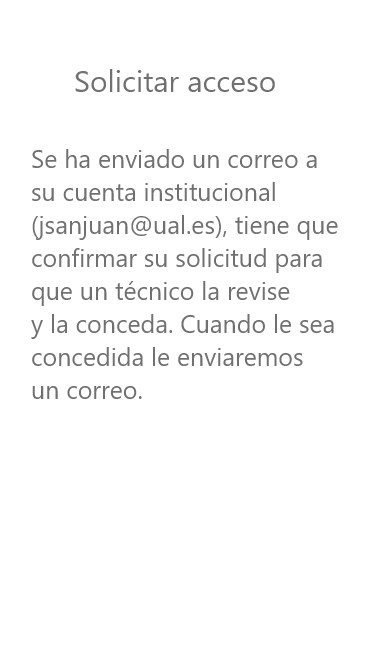 Solicitar acceso
Se ha enviado un correo a
su cuenta institucional
(jsanjuan@ual.es), tiene que
confirmar su solicitud para
que un técnico la revise
y la conceda. Cuando le sea
concedida le enviaremos
un correo.